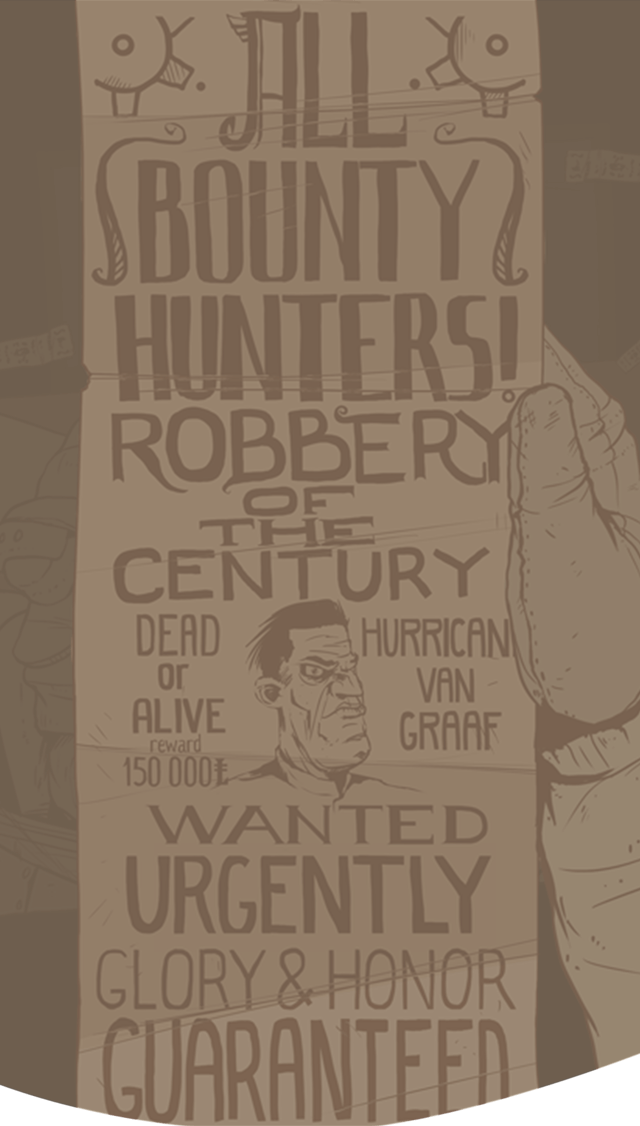 ALL
BOUNTY
HUNTERS!
ROBBERY
OF
THE
CENTURY
DEAD
or
ALIVE
reward
150 000
HURRICAN
VAN
GRAAF
WANTED
URGENTLY
GLORY & HONOR
GUARANTEED